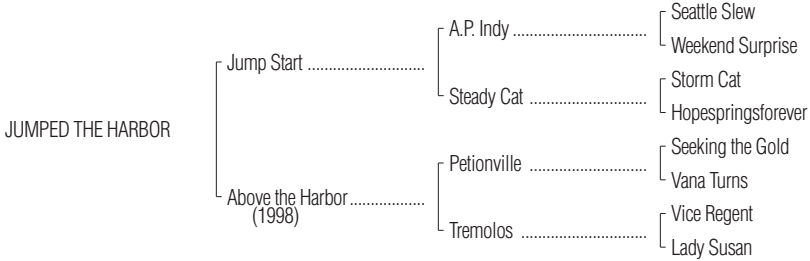 Seattle Slew
A.P. Indy ................................
Weekend Surprise
Jump Start ............................
Storm Cat
Steady Cat ............................
Hopespringsforever
JUMPED THE HARBOR
Seeking the Gold
Petionville ............................
Vana Turns
Above the Harbor..................
(1998)
Vice Regent
Tremolos ..............................
Lady Susan